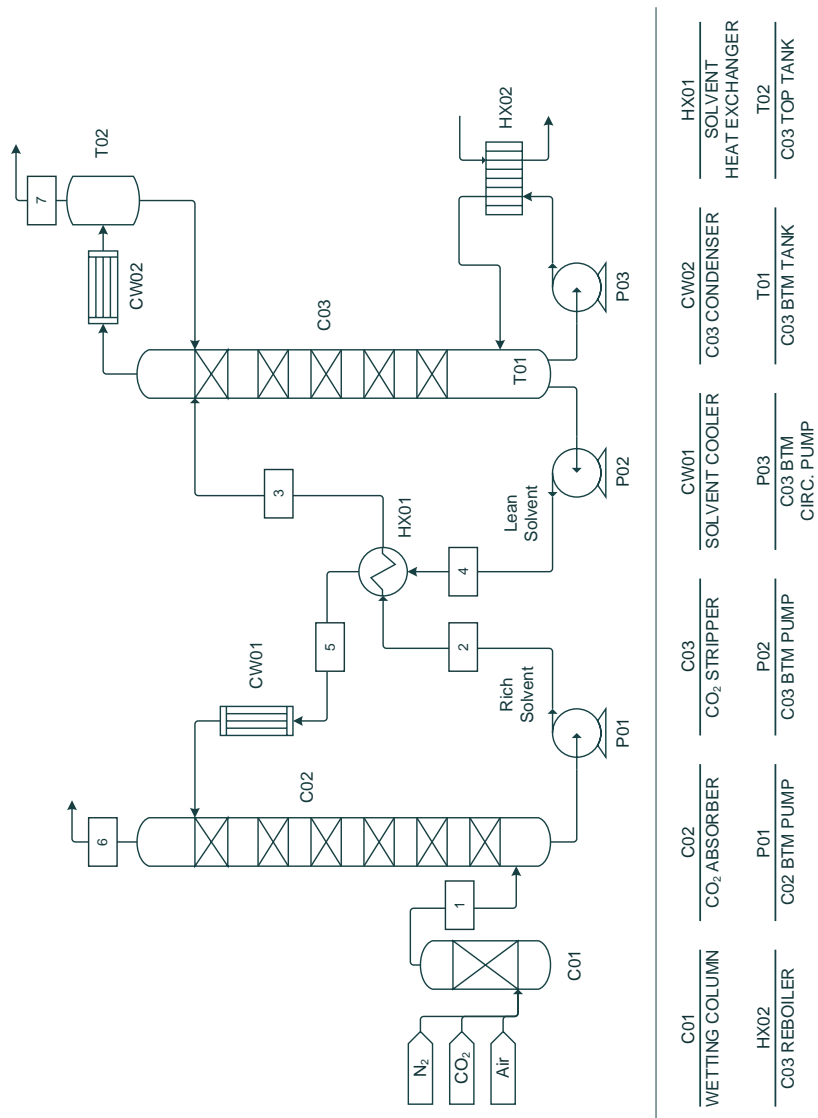 N₂
CO₂
Air
C01
1
C02
6
CW01
5
P01
Rich
Solvent
2
HX01
3
4
Lean
Solvent
P02
C03
T01
P03
HX02
CW02
T02
7
C01
WETTING COLUMN
C02
CO₂ ABSORBER
C03
CO₂ STRIPPER
CW01
SOLVENT COOLER
CW02
C03 CONDENSER
HX01
SOLVENT
HEAT EXCHANGER
HX02
C03 REBOILER
P01
C02 BTM PUMP
P02
C03 BTM PUMP
P03
C03 BTM
CIRC. PUMP
T01
C03 BTM TANK
T02
C03 TOP TANK